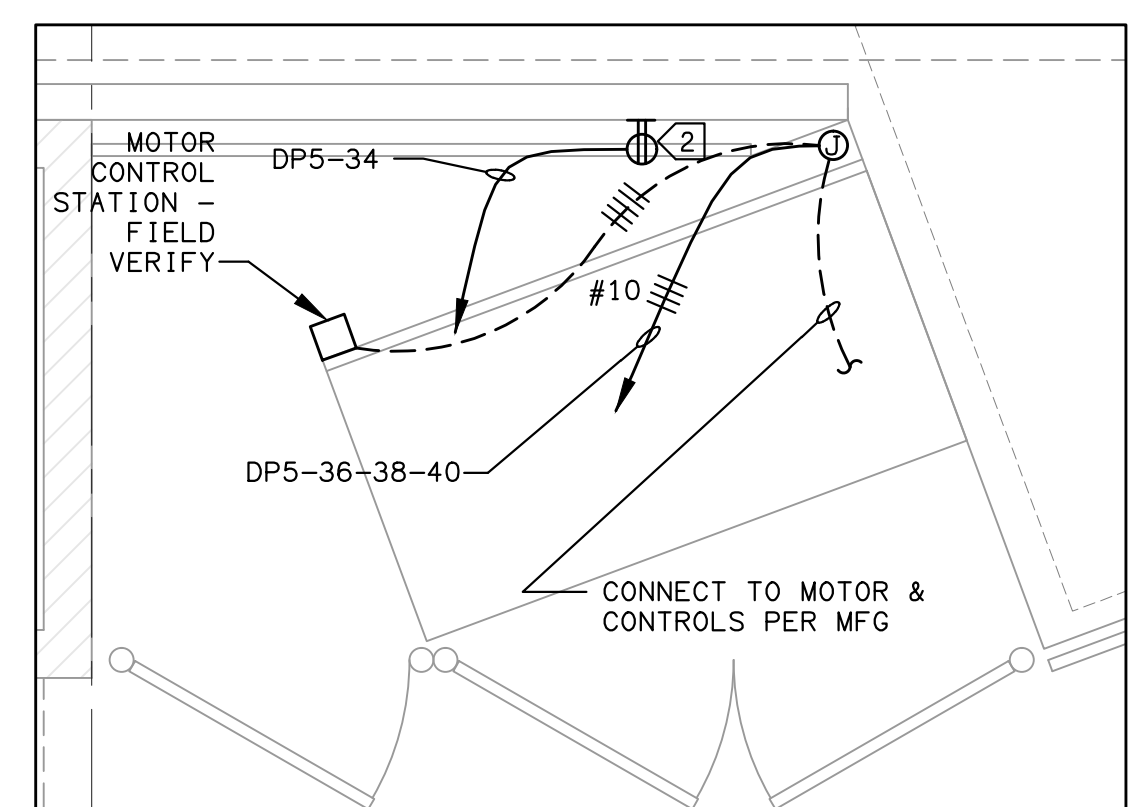 MOTOR
CONTROL
STATION -
FIELD
VERIFY
DP5-34
2
J
#10
DP5-36-38-40
CONNECT TO MOTOR &
CONTROLS PER MFG